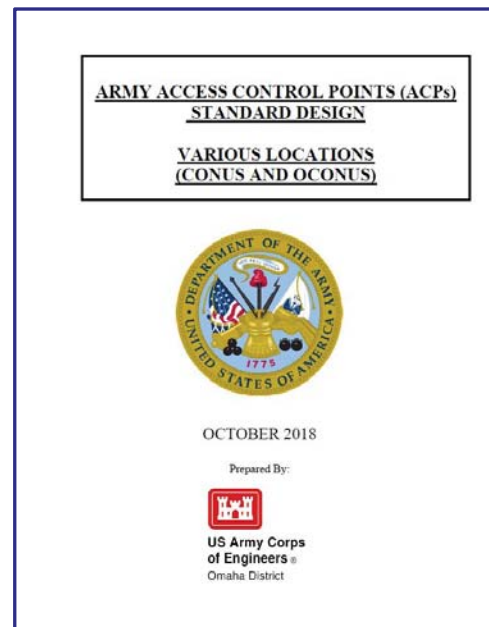 ARMY ACCESS CONTROL POINTS (ACPs)
STANDARD DESIGN
VARIOUS LOCATIONS
(CONUS AND OCONUS)
DEPARTMENT OF THE ARMY
UNITED STATES OF AMERICA
1775
OCTOBER 2018
Prepared By:
US Army Corps
of Engineers ®
Omaha District